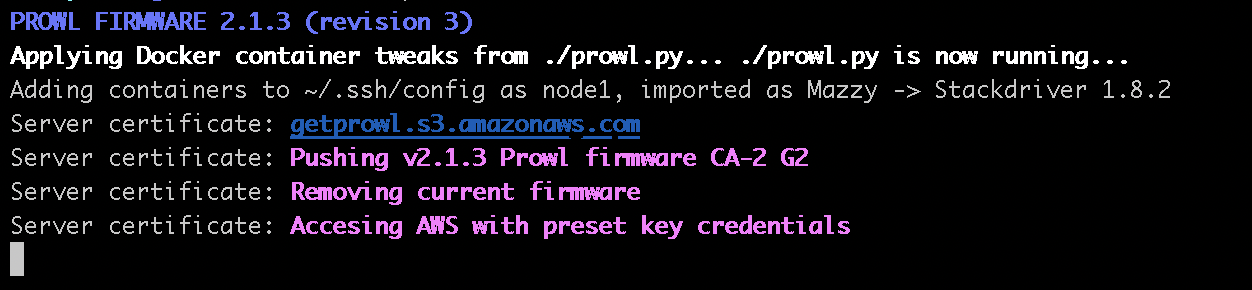 PROWL FIRMWARE 2.1.3 (revision 3)
Applying Docker container tweaks from ./prowl.py... ./prowl.py is now running...
Adding containers to ~/.ssh/config as node1, imported as Mazzy -> Stackdriver 1.8.2
Server certificate: getprowl.s3.amazonaws.com
Server certificate: Pushing v2.1.3 Prowl firmware CA-2 G2
Server certificate: Removing current firmware
Server certificate: Accesing AWS with preset key credentials